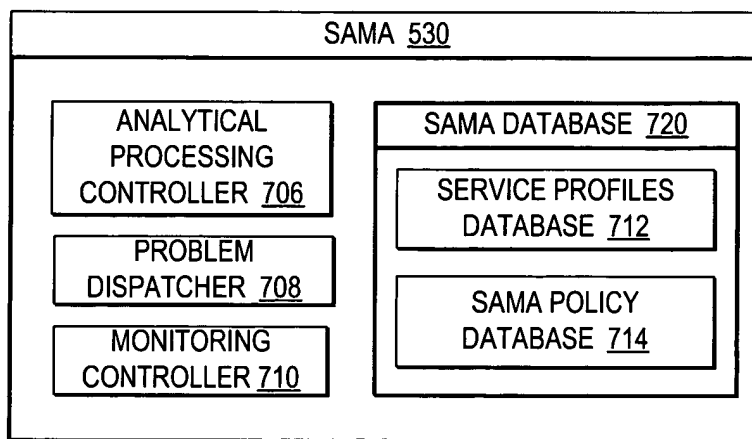 SAMA 530
ANALYTICAL
PROCESSING
CONTROLLER 706
PROBLEM
DISPATCHER 708
MONITORING
CONTROLLER 710
SAMA DATABASE 720
SERVICE PROFILES
DATABASE 712
SAMA POLICY
DATABASE 714